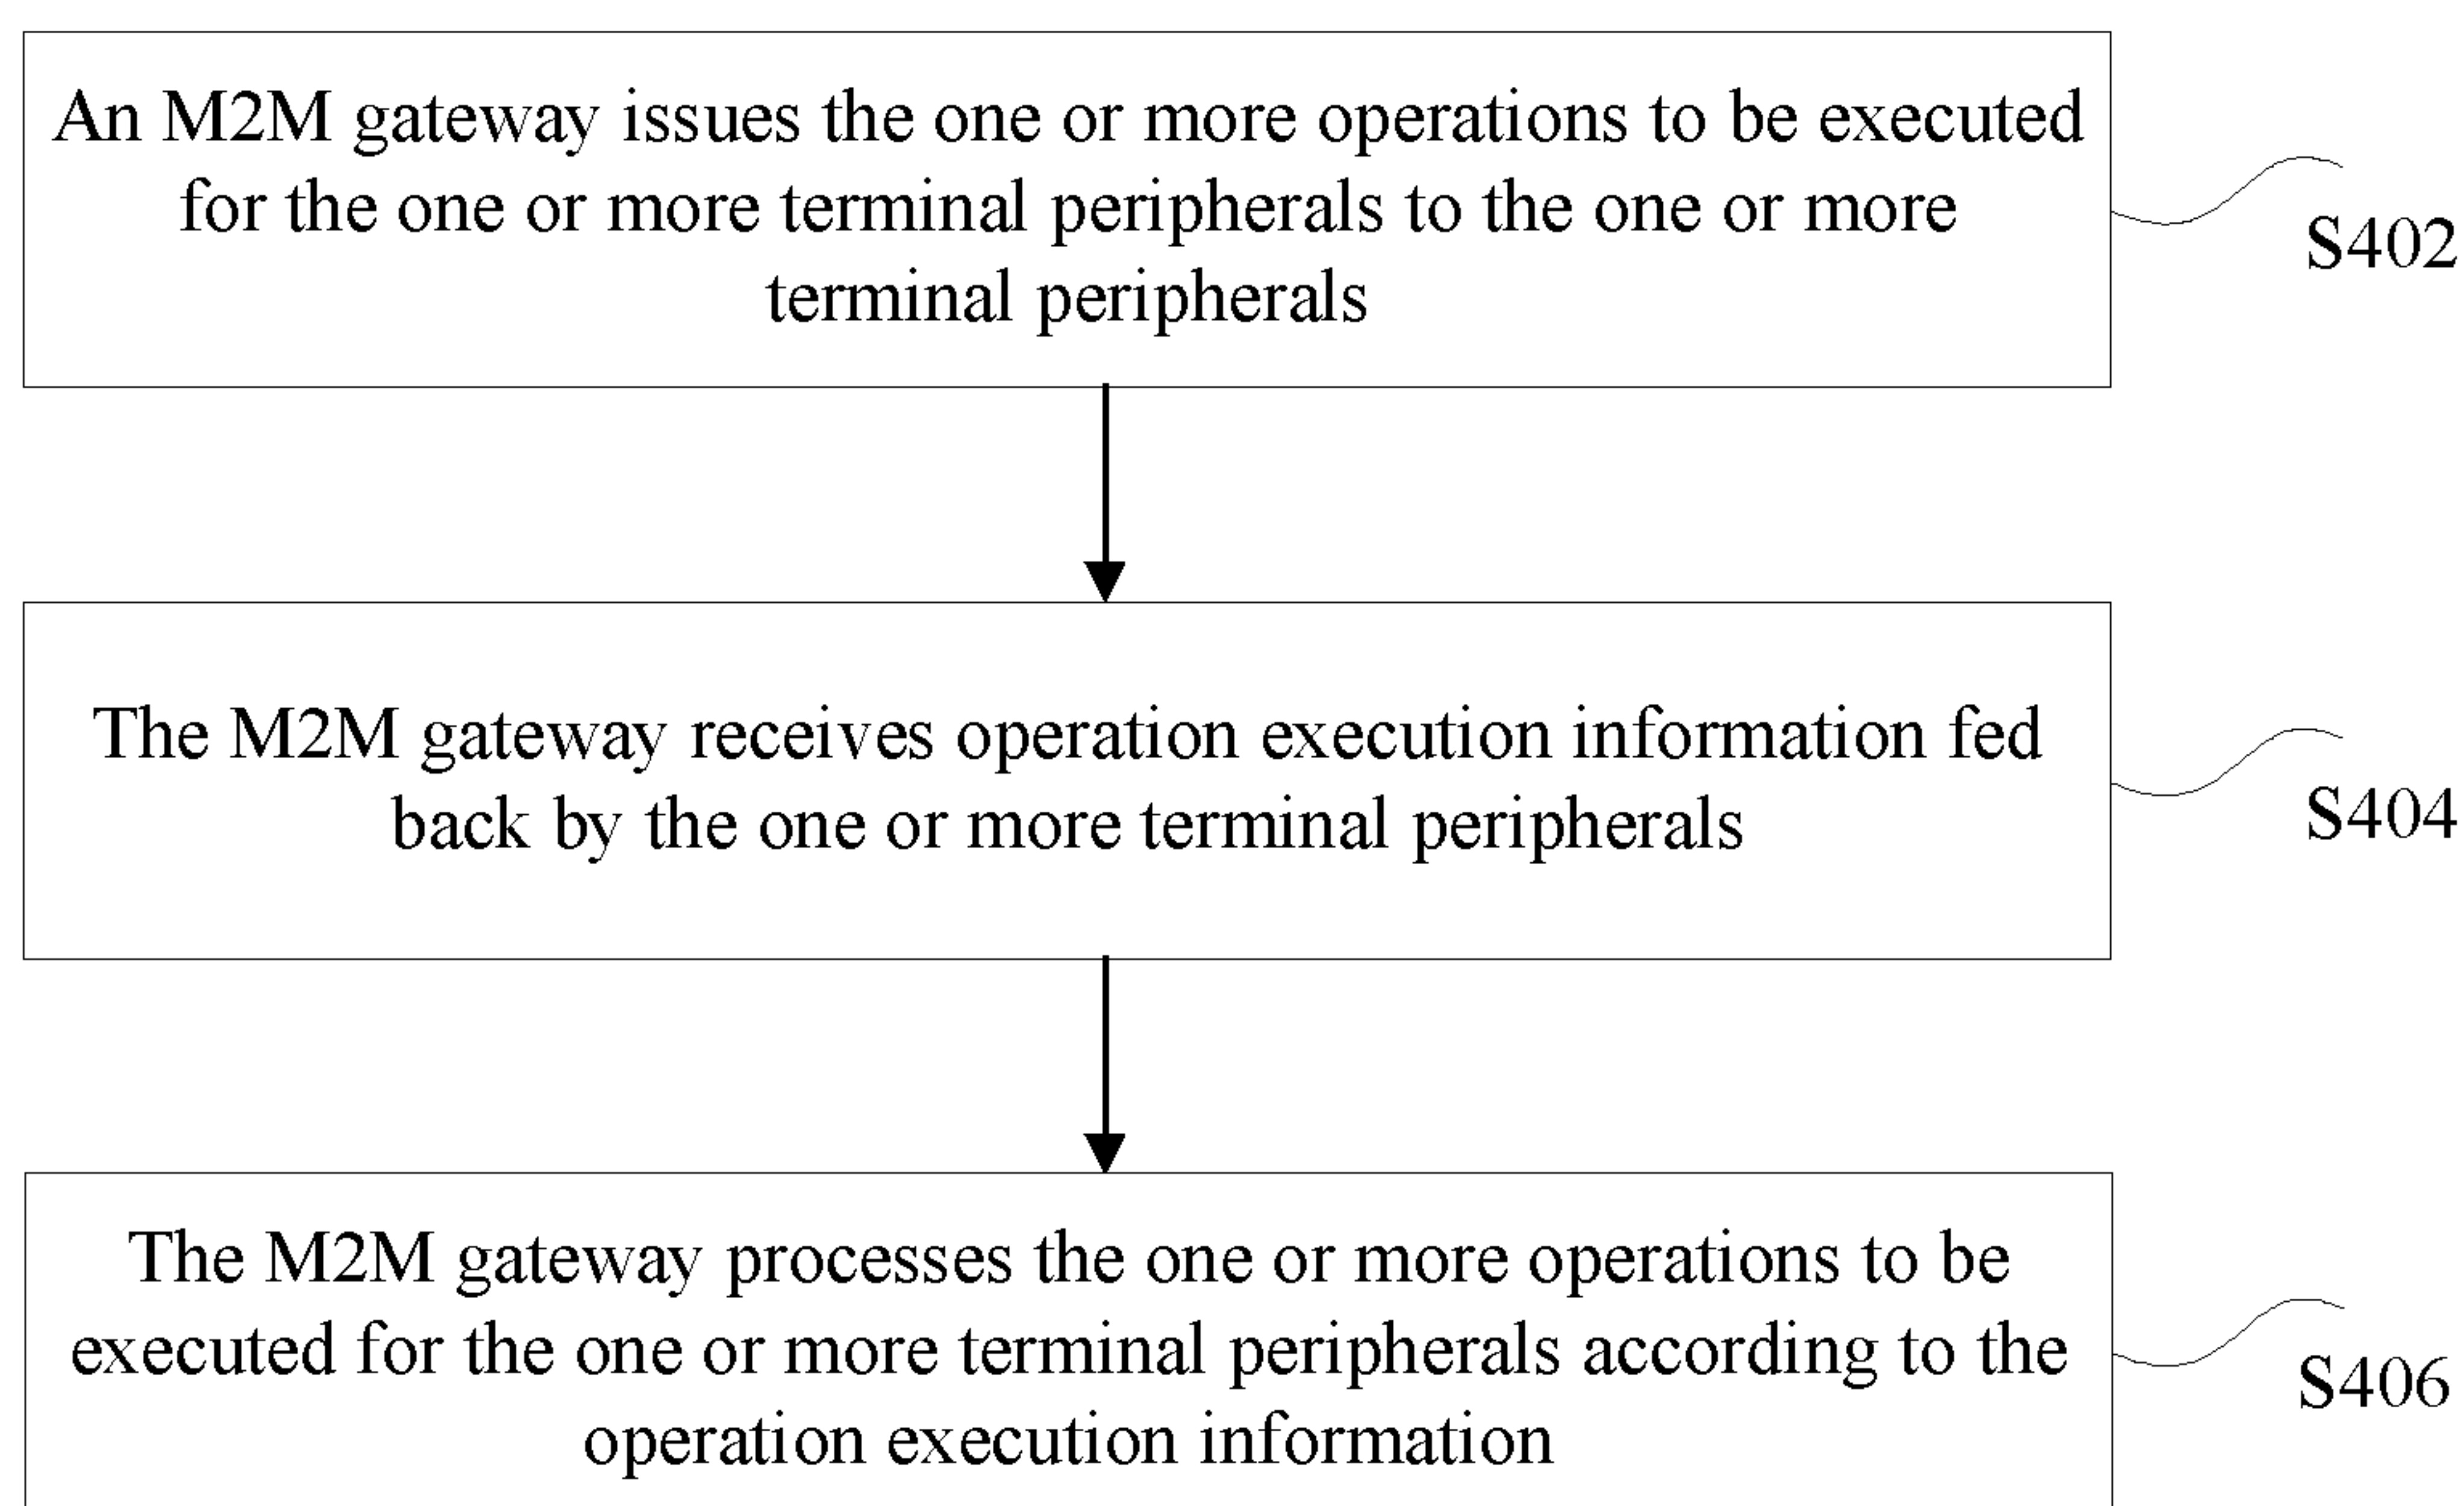 An M2M gateway issues the one or more operations to be executed
for the one or more terminal peripherals to the one or more
terminal peripherals
S402
The M2M gateway receives operation execution information fed
back by the one or more terminal peripherals
S404
The M2M gateway processes the one or more operations to be
executed for the one or more terminal peripherals according to the
operation execution information
S406